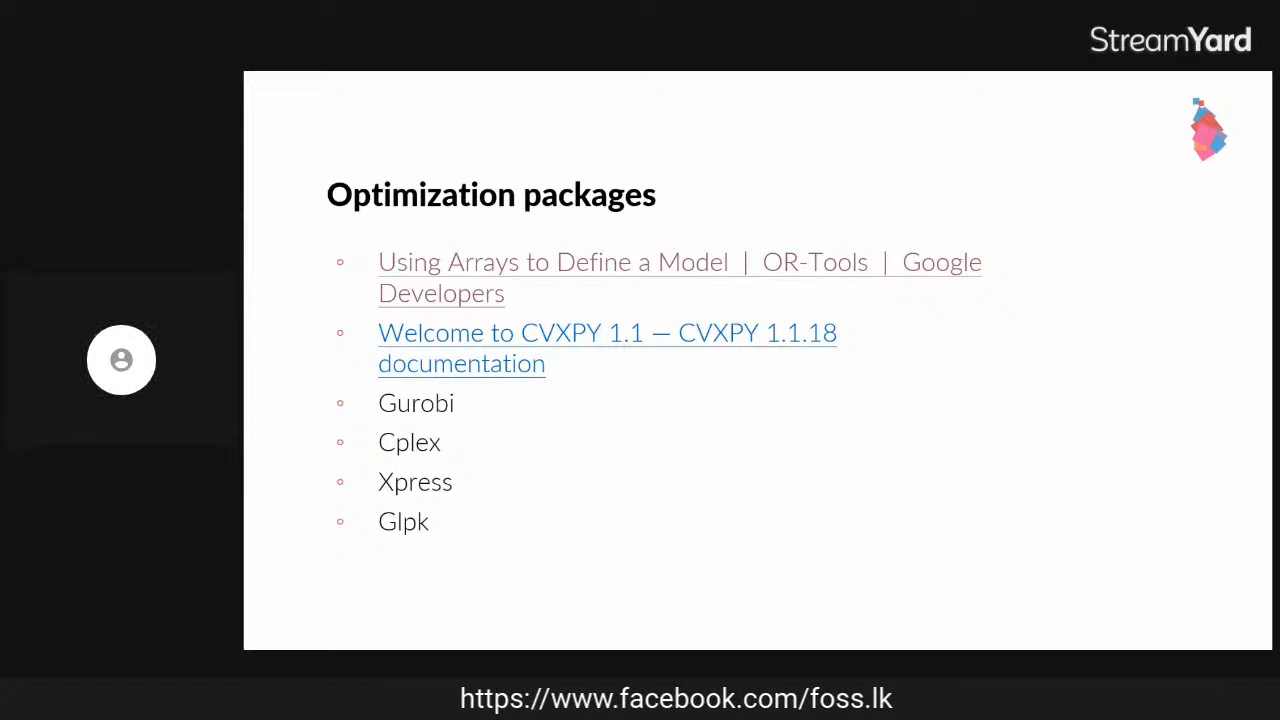 StreamYard
Optimization packages
Using Arrays to Define a Model | OR-Tools | Google
Developers
Welcome to CVXPY 1.1 — CVXPY 1.1.18
documentation
Gurobi
Cplex
Xpress
Glpk
https://www.facebook.com/foss.lk